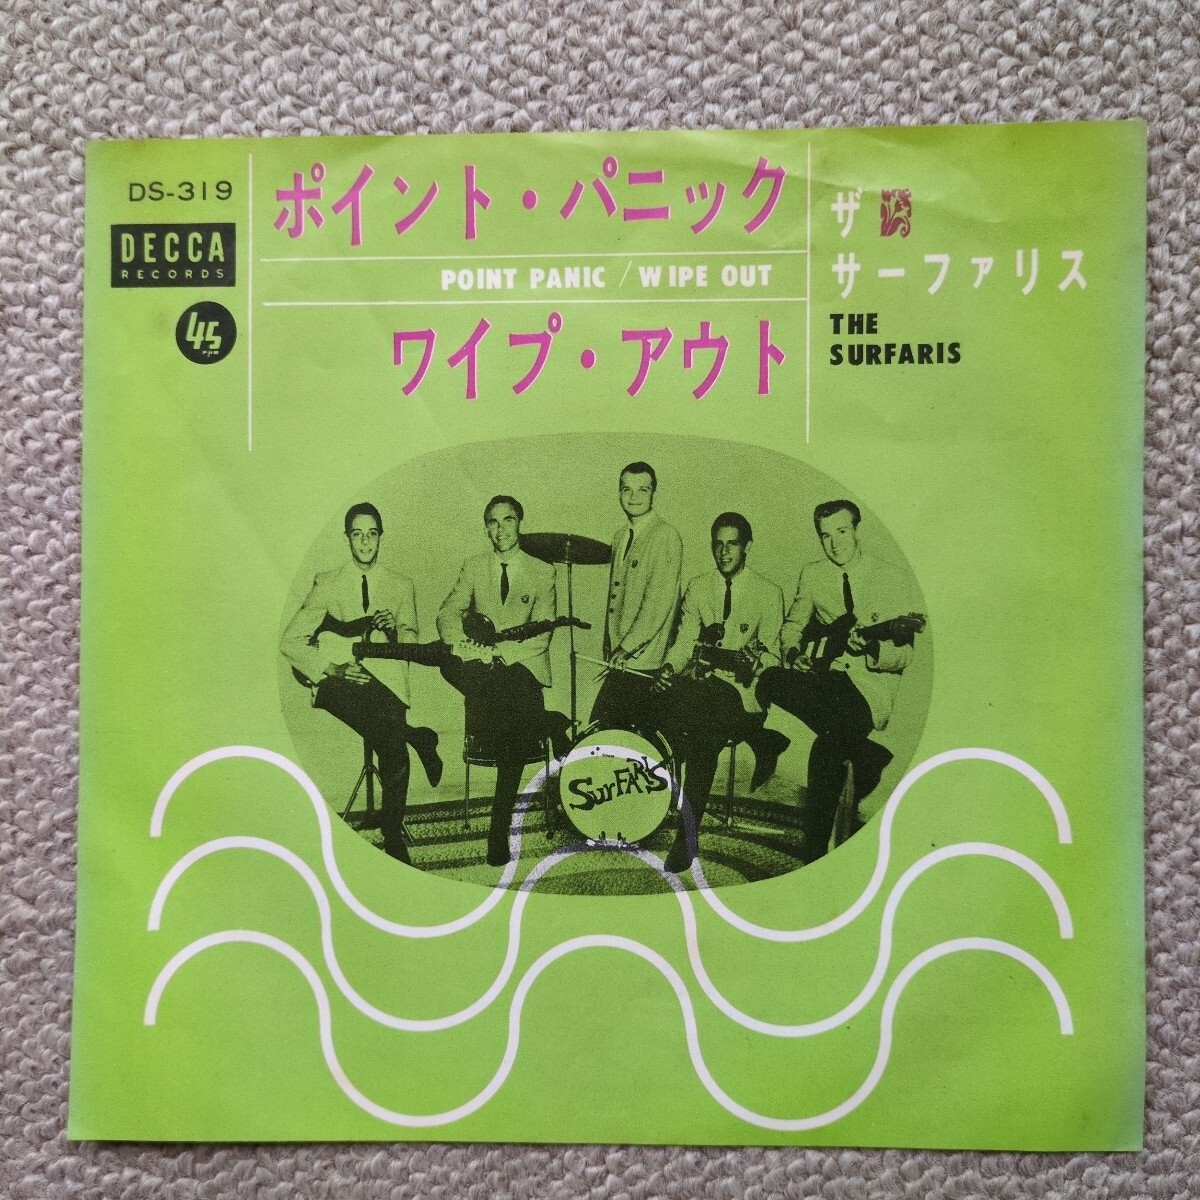 DS-319
DECCA
RECORDS
45
rpm
ポイント・パニック
POINT PANIC / WIPE OUT
ワイプ・アウト
ザ
サーファリス
THE
SURFARIS
SurFARIS